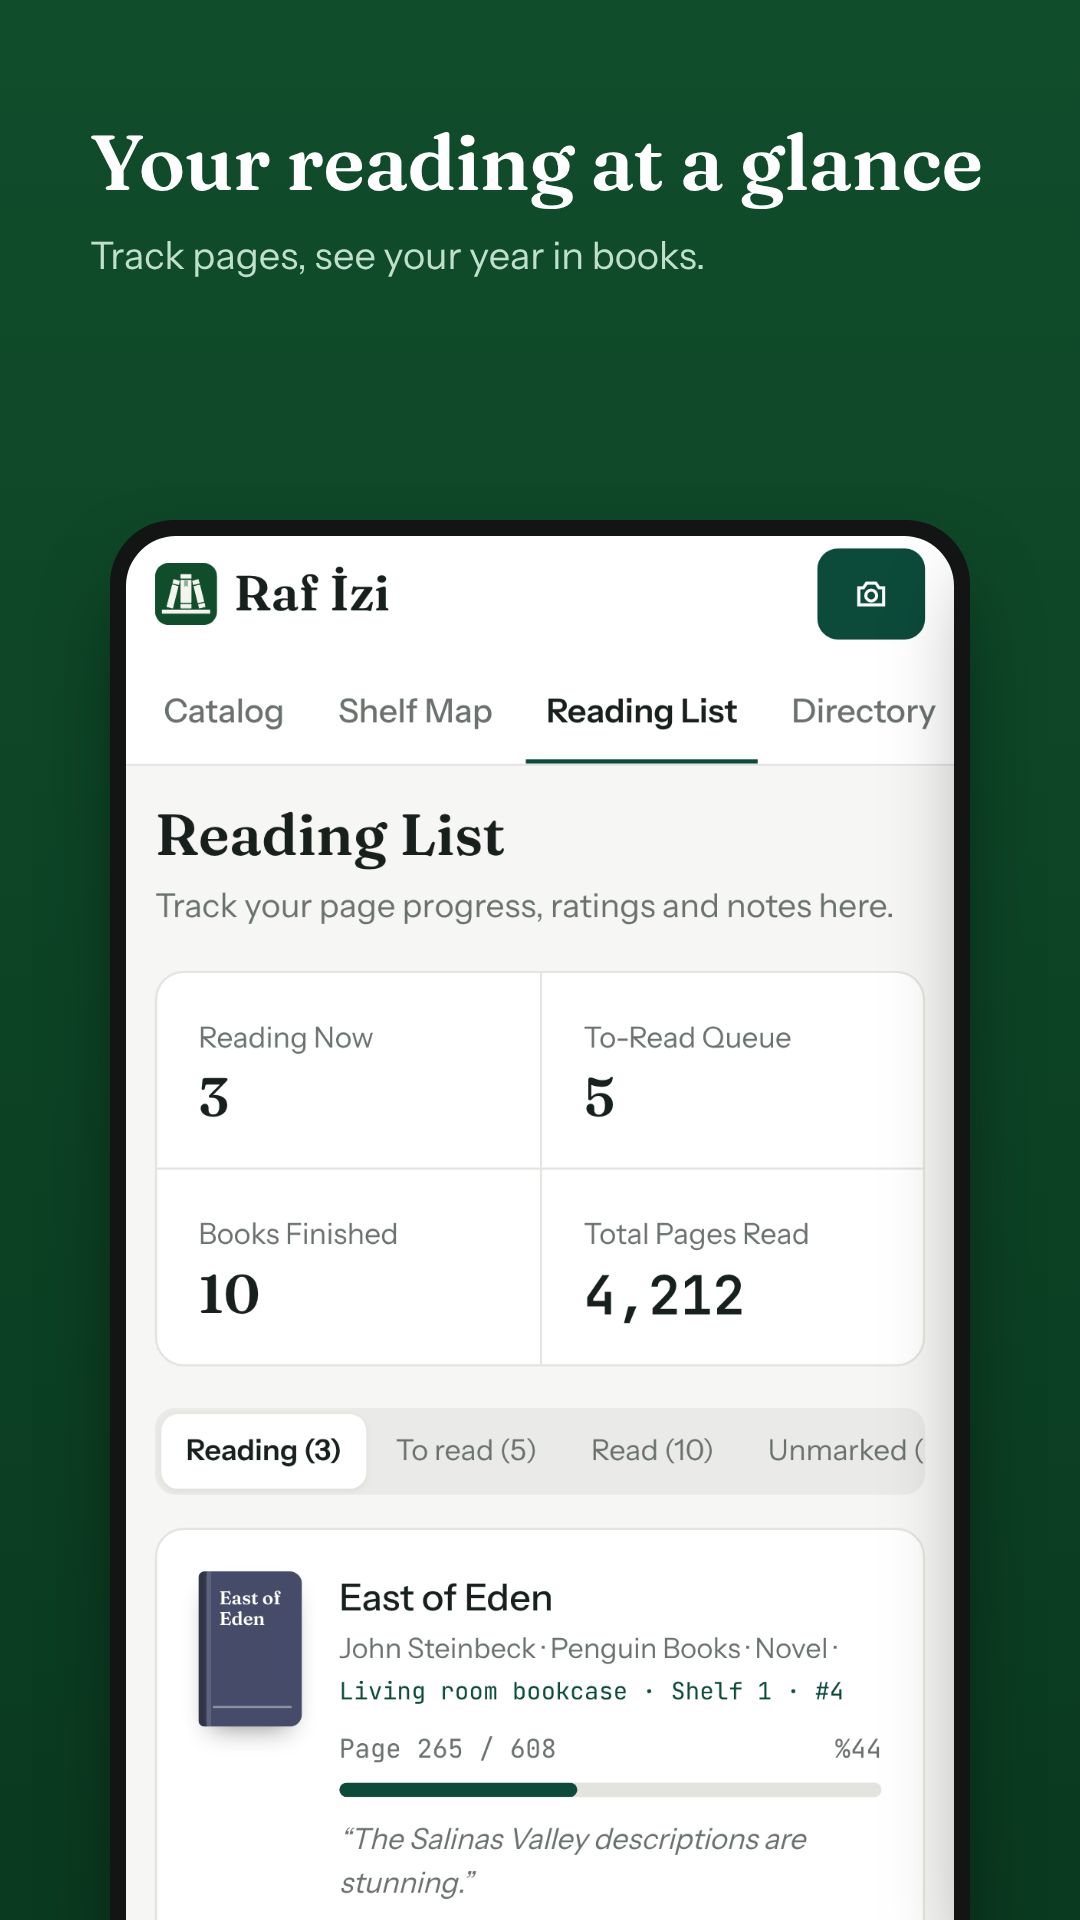 Your reading at a glance
Track pages, see your year in books.
Raf İzi
Catalog Shelf Map Reading List Directory
Reading List
Track your page progress, ratings and notes here.
Reading Now To-Read Queue
3 5
Books Finished Total Pages Read
10 4,212
Reading (3) To read (5) Read (10) Unmarked (
East of
Eden
East of Eden
John Steinbeck · Penguin Books · Novel ·
Living room bookcase · Shelf 1 · #4
Page 265 / 608 %44
“The Salinas Valley descriptions are
stunning.”